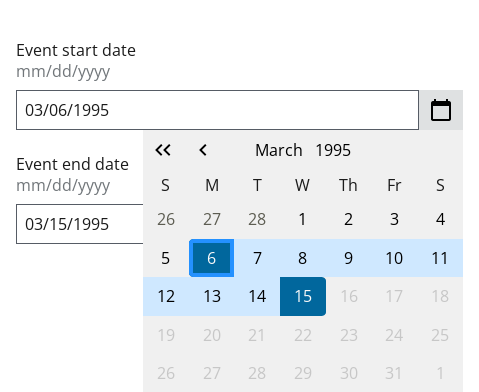 Event start date
mm/dd/yyyy
03/06/1995
March 1995
S M T W Th Fr S
26 27 28 1 2 3 4
5 6 7 8 9 10 11
12 13 14 15 16 17 18
19 20 21 22 23 24 25
26 27 28 29 30 31 1
Event end date
mm/dd/yyyy
03/15/1995